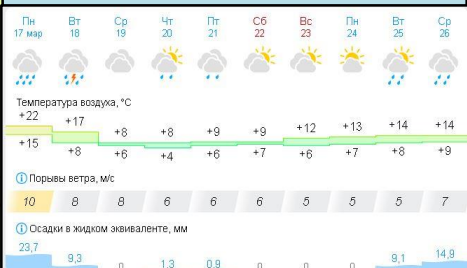 Пн Вт Ср Чт Пт Сб Вс Пн Вт Ср
17 мар 18 19 20 21 22 23 24 25 26
Температура воздуха, °C
+22 +17 +8 +8 +9 +9 +12 +13 +14 +14
+15 +8 +6 +4 +6 +7 +6 +7 +8 +9
Порывы ветра, м/с
10 8 8 6 6 6 5 5 5 7
Осадки в жидком эквиваленте, мм
23,7 9,3 0 1,3 0,9 0 0 0 9,1 14,9